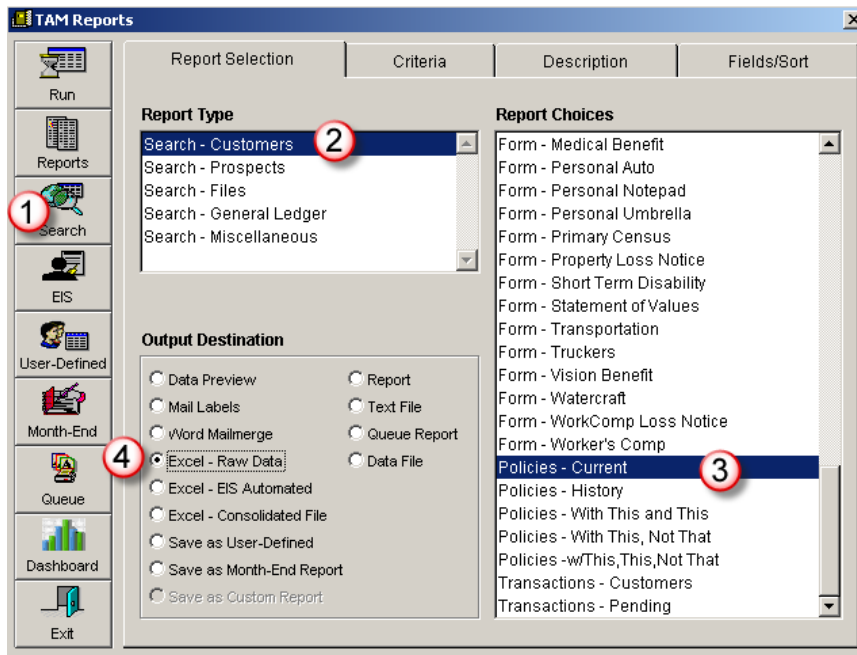 TAM Reports
Run
Reports
1
Search
EIS
User-Defined
Month-End
Queue
Dashboard
Exit
Report Selection
Criteria
Description
Fields/Sort
Report Type
Search - Customers
2
Search - Prospects
Search - Files
Search - General Ledger
Search - Miscellaneous
Output Destination
Data Preview
Mail Labels
Word Mailmerge
4
Excel - Raw Data
Excel - EIS Automated
Excel - Consolidated File
Save as User-Defined
Save as Month-End Report
Save as Custom Report
Report
Text File
Queue Report
Data File
Report Choices
Form - Medical Benefit
Form - Personal Auto
Form - Personal Notepad
Form - Personal Umbrella
Form - Primary Census
Form - Property Loss Notice
Form - Short Term Disability
Form - Statement of Values
Form - Transportation
Form - Truckers
Form - Vision Benefit
Form - Watercraft
Form - WorkComp Loss Notice
Form - Worker's Comp
Policies - Current
3
Policies - History
Policies - With This and This
Policies - With This, Not That
Policies -w/This,This,Not That
Transactions - Customers
Transactions - Pending